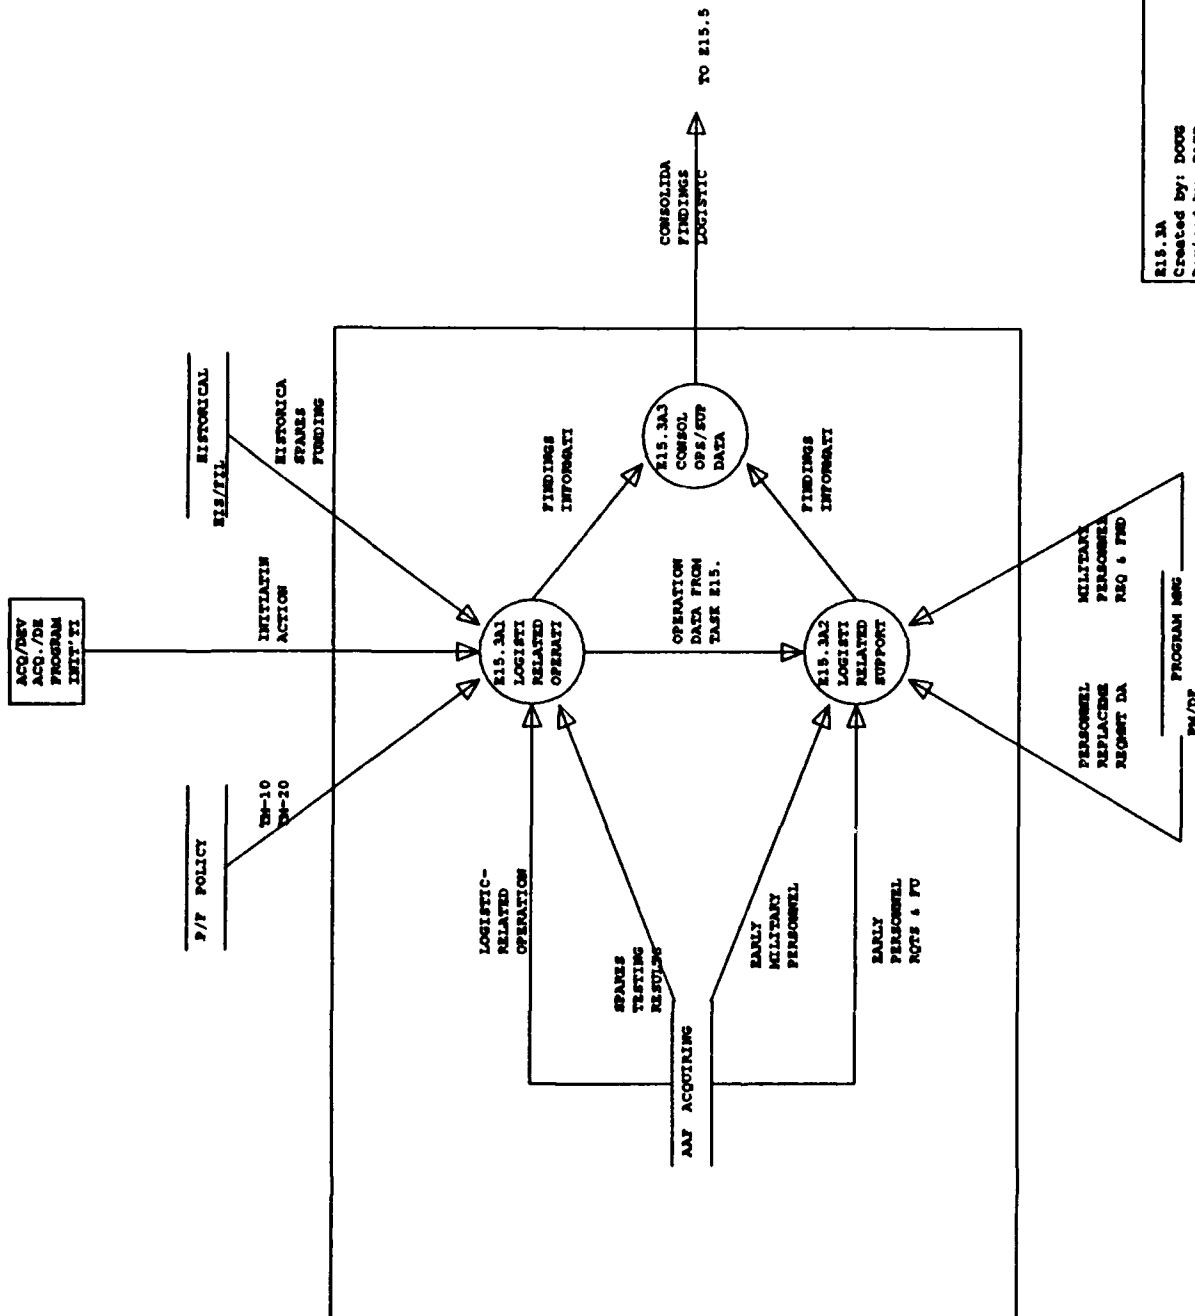 ACQ/DEV
ACQ./DE
PROGRAM
INIT'TI
P/F POLICY
TM-10
TM-20
INITIATIN
ACTION
HISTORICAL
HIS/FIL
HISTORICA
SPARES
FUNDING
LOGISTIC-
RELATED
OPERATION
E15.3A1
LOGISTI
RELATED
OPERATI
FINDINGS
INFORMATI
SPARES
TESTING
RESULTS
AAF ACQUIRING
OPERATION
DATA FROM
TASK E15.
E15.3A3
CONSOL
OPS/SUP
DATA
CONSOLIDA
FINDINGS
LOGISTIC
TO E15.5
EARLY
MILITARY
PERSONNEL
E15.3A2
LOGISTI
RELATED
SUPPORT
FINDINGS
INFORMATI
EARLY
PERSONNEL
RQTS & FU
PERSONNEL
REPLACEME
REQMNT DA
MILITARY
PERSONNEL
REQ & FND
PROGRAM MNG
PM/DE
E15.3A
Created by: DOUG